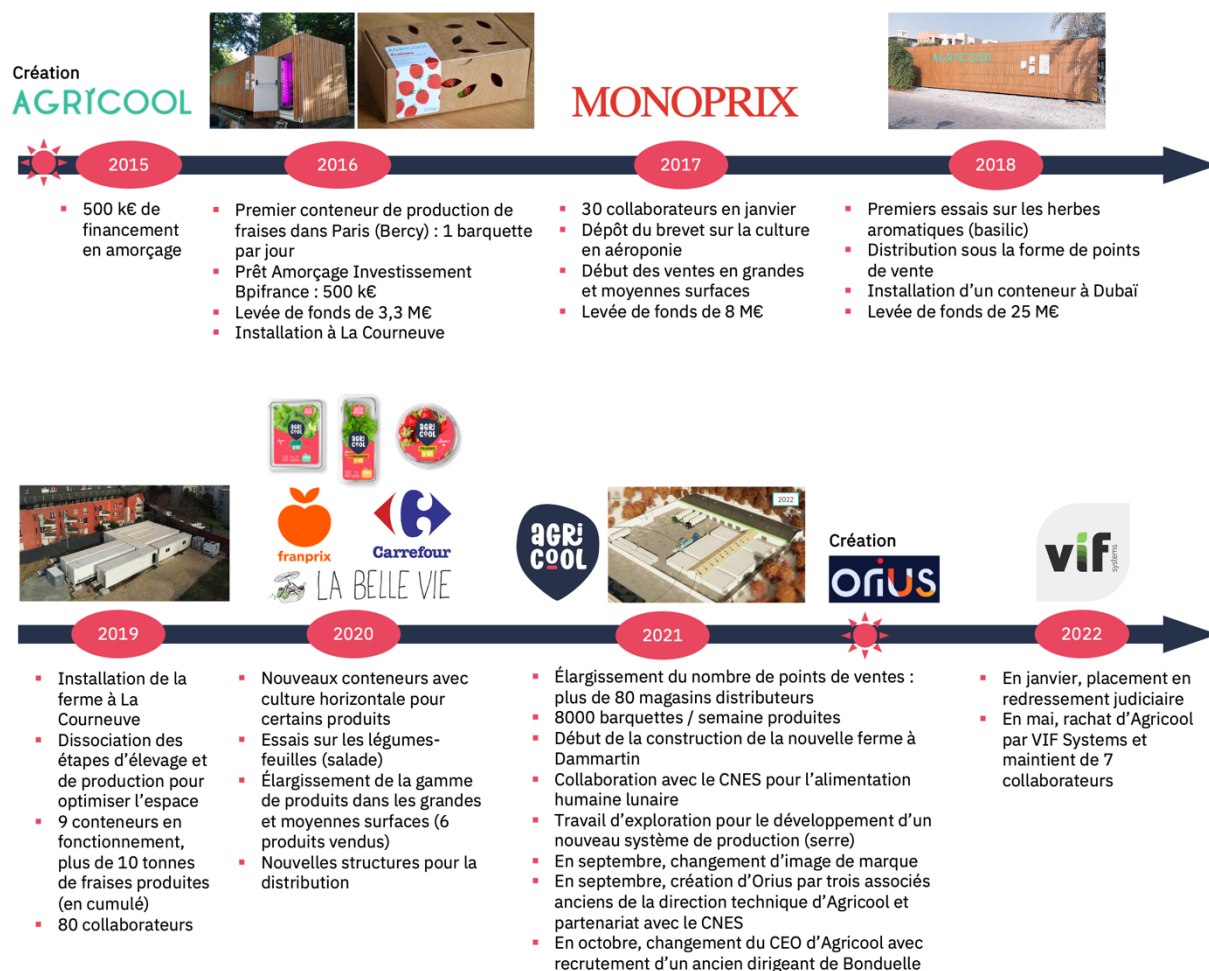 Création
AGRICOOL
AGRICOOL
Fraises
AGRICOOL
MONOPRIX
2015
2016
2017
2018
500 k€ de
financement
en amorçage
Premier conteneur de production de
fraises dans Paris (Bercy) : 1 barquette
par jour
Prêt Amorçage Investissement
Bpifrance : 500 k€
Levée de fonds de 3,3 M€
Installation à La Courneuve
30 collaborateurs en janvier
Dépôt du brevet sur la culture
en aéroponie
Début des ventes en grandes
et moyennes surfaces
Levée de fonds de 8 M€
Premiers essais sur les herbes
aromatiques (basilic)
Distribution sous la forme de points
de vente
Installation d’un conteneur à Dubaï
Levée de fonds de 25 M€
AGRI
COOL
AGRI
COOL
AGRI
COOL
franprix
Carrefour
LA BELLE VIE
AGRI
COOL
2022
Création
orius
vif
systems
2019
2020
2021
2022
Installation de la
ferme à La
Courneuve
Dissociation des
étapes d’élevage et
de production pour
optimiser l’espace
9 conteneurs en
fonctionnement,
plus de 10 tonnes
de fraises produites
(en cumulé)
80 collaborateurs
Nouveaux conteneurs avec
culture horizontale pour
certains produits
Essais sur les légumes-
feuilles (salade)
Élargissement de la gamme
de produits dans les grandes
et moyennes surfaces (6
produits vendus)
Nouvelles structures pour la
distribution
Élargissement du nombre de points de ventes :
plus de 80 magasins distributeurs
8000 barquettes / semaine produites
Début de la construction de la nouvelle ferme à
Dammartin
Collaboration avec le CNES pour l’alimentation
humaine lunaire
Travail d’exploration pour le développement d’un
nouveau système de production (serre)
En septembre, changement d’image de marque
En septembre, création d’Orius par trois associés
anciens de la direction technique d’Agricool et
partenariat avec le CNES
En octobre, changement du CEO d’Agricool avec
recrutement d’un ancien dirigeant de Bonduelle
En janvier, placement en
redressement judiciaire
En mai, rachat d’Agricool
par VIF Systems et
maintient de 7
collaborateurs